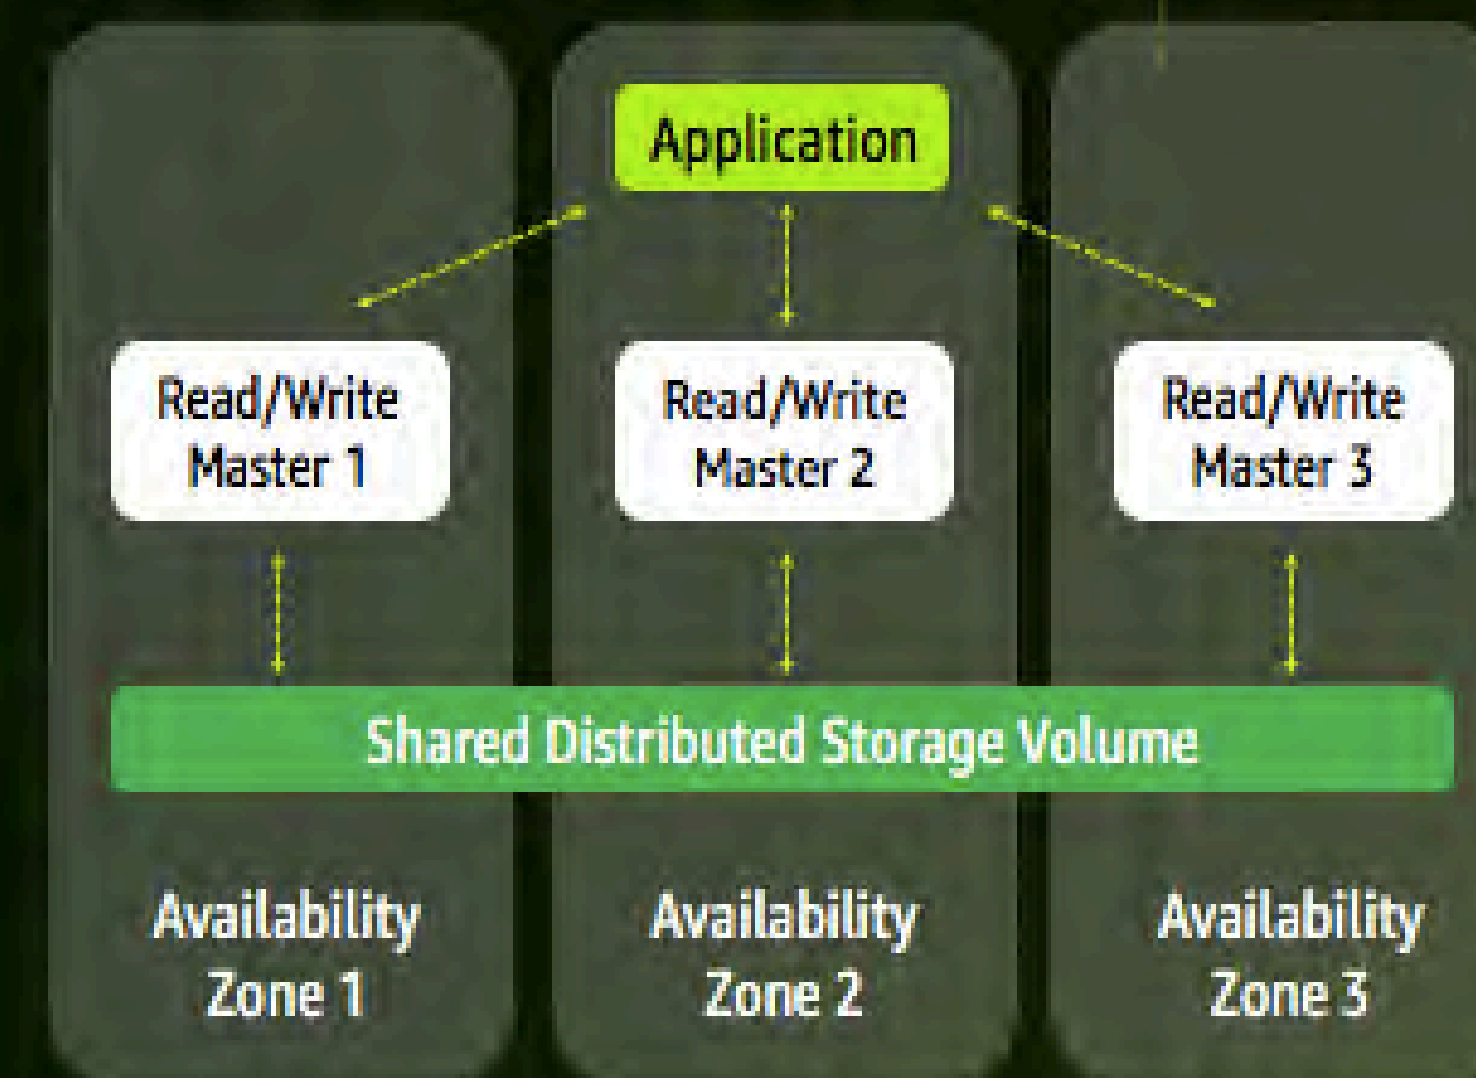 Application
Read/Write
Master 1
Read/Write
Master 2
Read/Write
Master 3
Shared Distributed Storage Volume
Availability
Zone 1
Availability
Zone 2
Availability
Zone 3